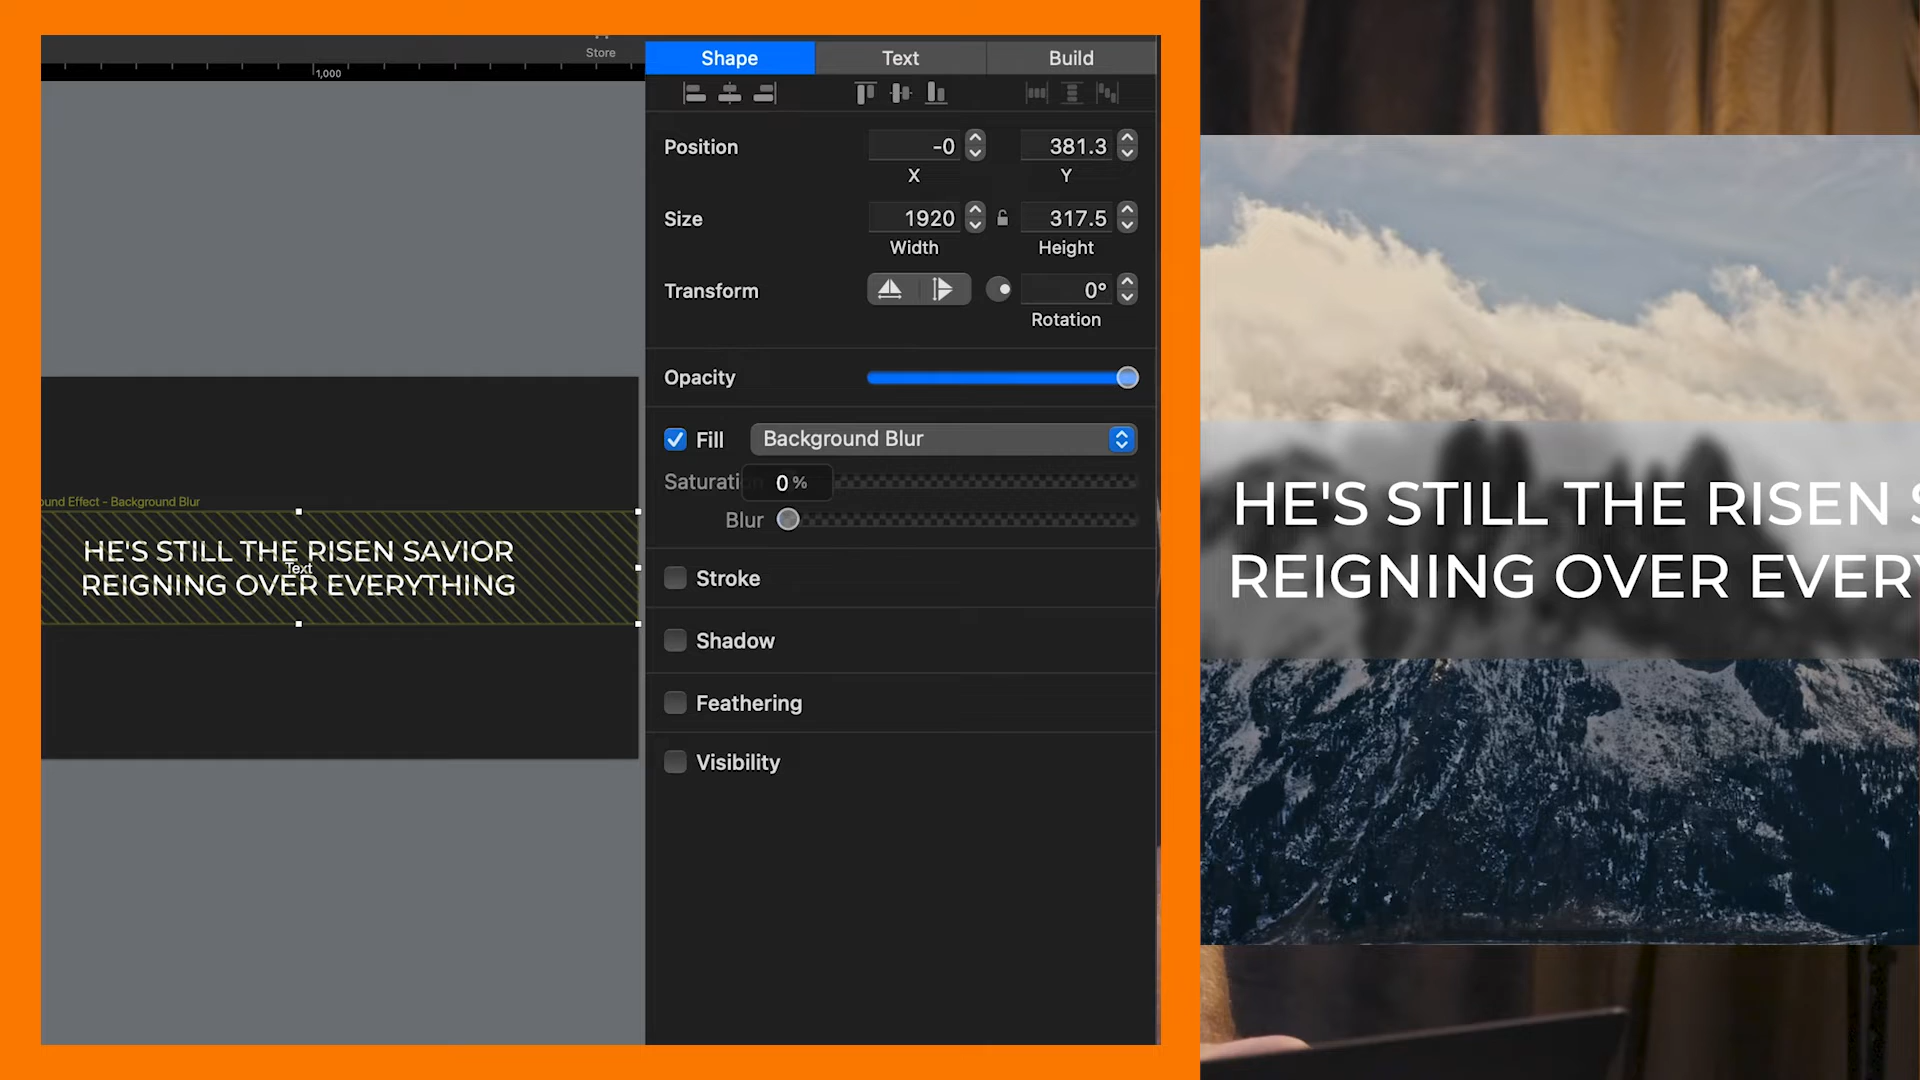 Store
1,000
Shape
Text
Build
Position
-0
381.3
X
Y
Size
1920
317.5
Width
Height
Transform
0°
Rotation
Opacity
Fill
Background Blur
Saturati
0 %
Blur
Stroke
Shadow
Feathering
Visibility
und Effect - Background Blur
HE'S STILL THE RISEN SAVIOR
Text
REIGNING OVER EVERYTHING
HE'S STILL THE RISEN S
REIGNING OVER EVERY